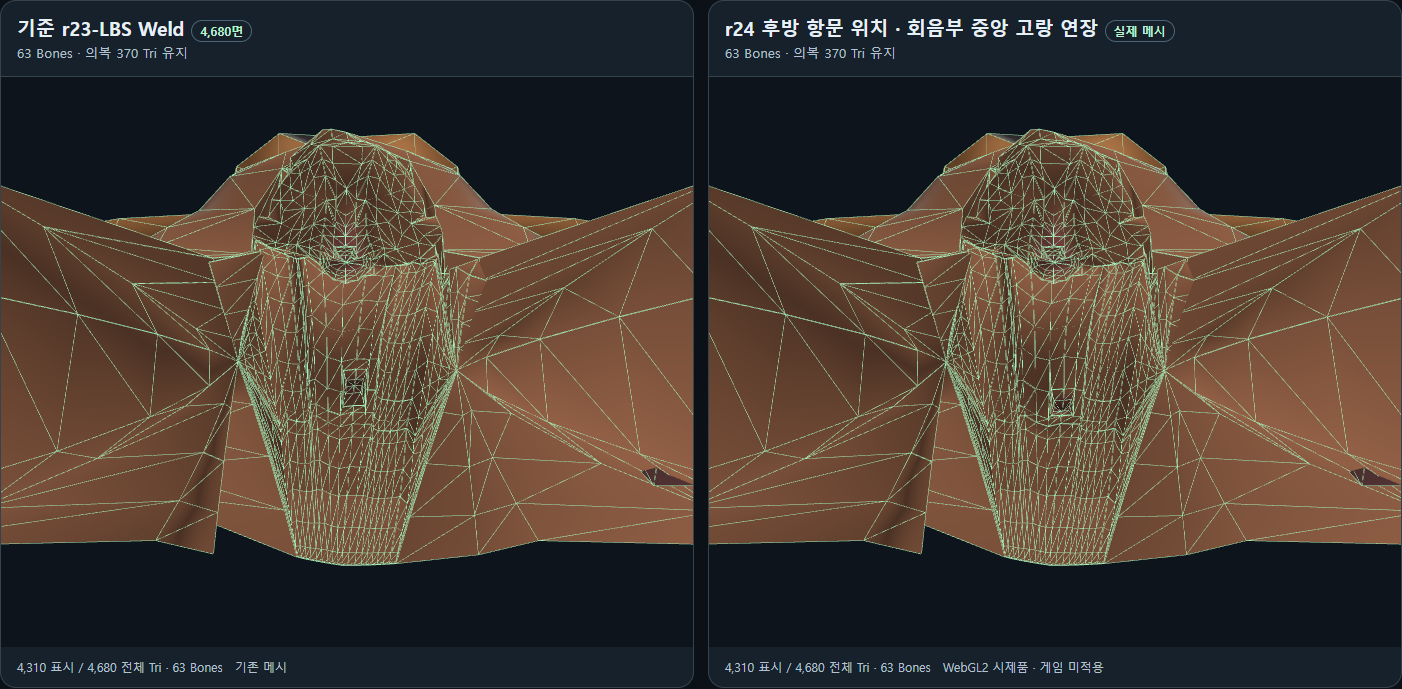 기준 r23-LBS Weld 4,680면
63 Bones · 의복 370 Tri 유지
4,310 표시 / 4,680 전체 Tri · 63 Bones 기존 메시
r24 후방 항문 위치 · 회음부 중앙 고랑 연장 실제 메시
63 Bones · 의복 370 Tri 유지
4,310 표시 / 4,680 전체 Tri · 63 Bones WebGL2 시제품 · 게임 미적용